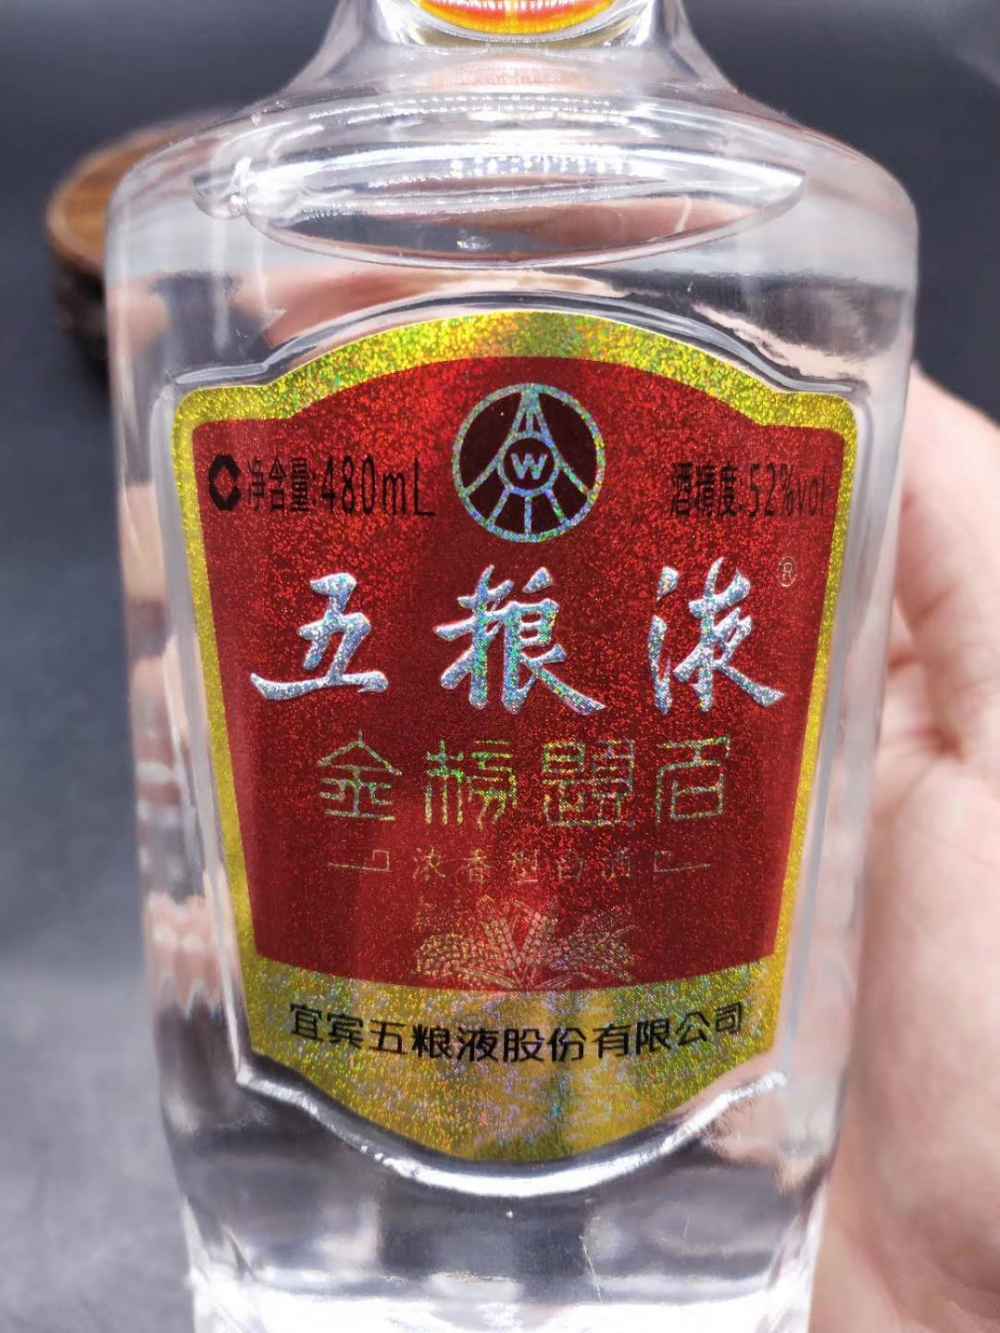 净含量:480mL
W
酒精度:52%vol
五粮液®
金榜題名
浓香型白酒
宜宾五粮液股份有限公司